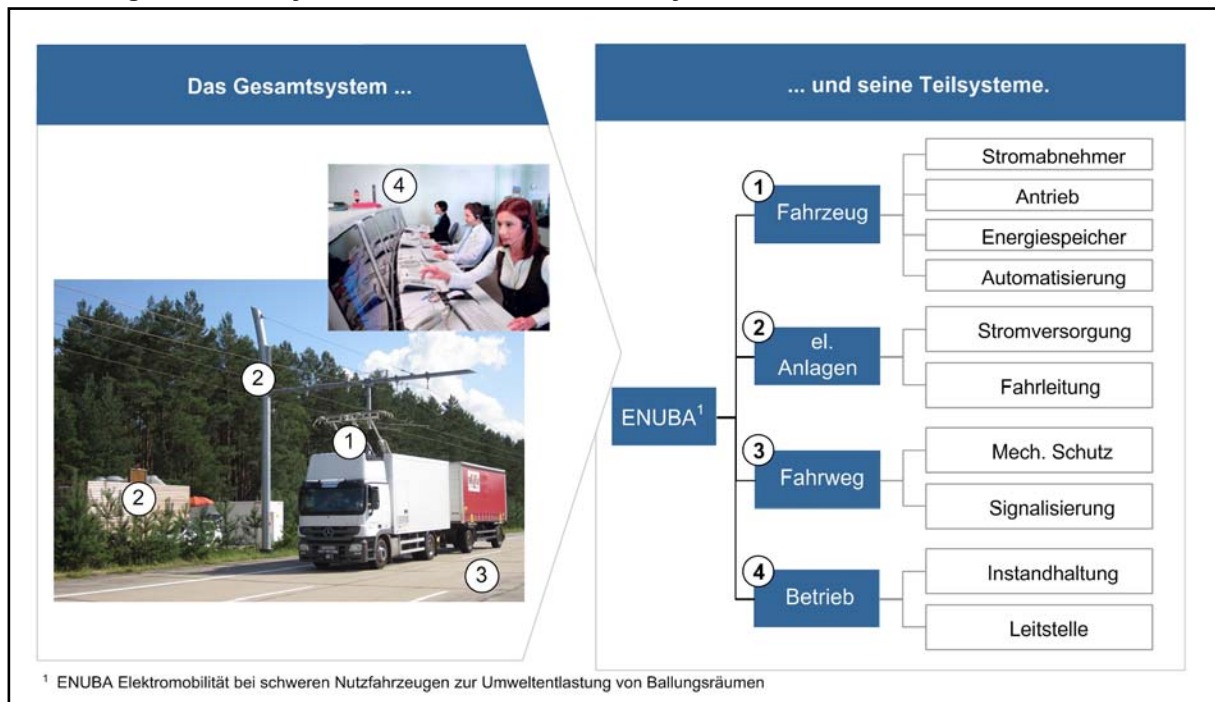 Das Gesamtsystem ...
4
2
1
2
3
... und seine Teilsysteme.
ENUBA¹
1
Fahrzeug
Stromabnehmer
Antrieb
Energiespeicher
Automatisierung
2
el.
Anlagen
Stromversorgung
Fahrleitung
3
Fahrweg
Mech. Schutz
Signalisierung
4
Betrieb
Instandhaltung
Leitstelle
¹ ENUBA Elektromobilität bei schweren Nutzfahrzeugen zur Umweltentlastung von Ballungsräumen